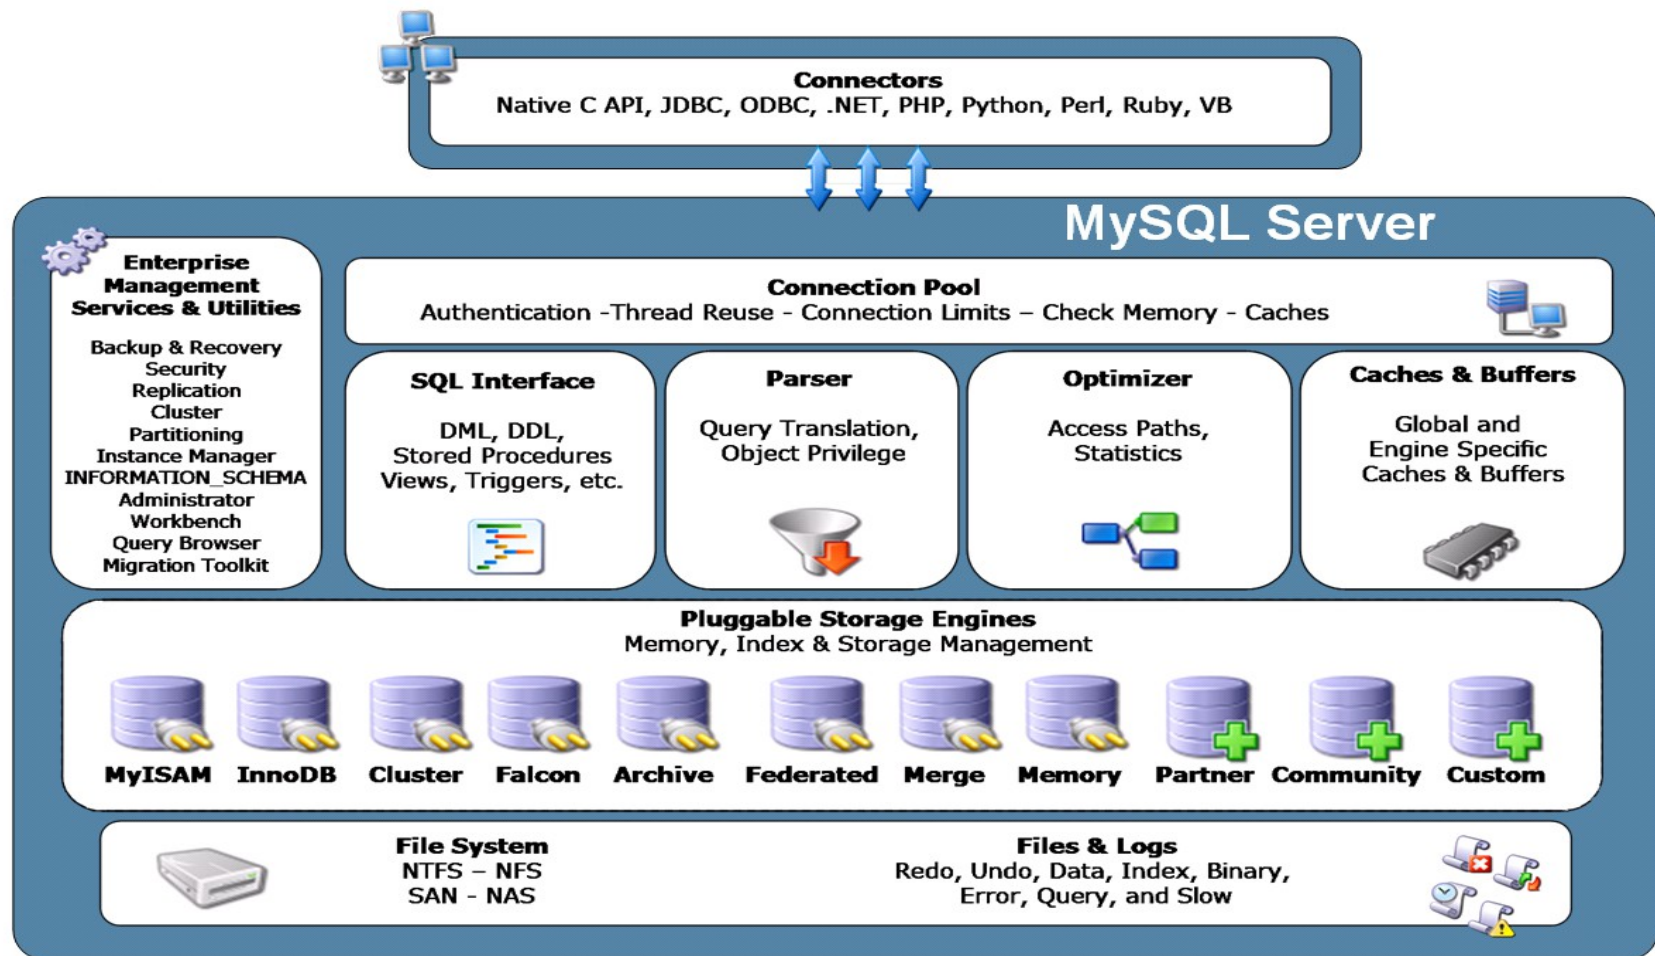 Connectors
Native C API, JDBC, ODBC, .NET, PHP, Python, Perl, Ruby, VB
MySQL Server
Enterprise
Management
Services & Utilities
Backup & Recovery
Security
Replication
Cluster
Partitioning
Instance Manager
INFORMATION_SCHEMA
Administrator
Workbench
Query Browser
Migration Toolkit
Connection Pool
Authentication -Thread Reuse - Connection Limits – Check Memory - Caches
SQL Interface
DML, DDL,
Stored Procedures
Views, Triggers, etc.
Parser
Query Translation,
Object Privilege
Optimizer
Access Paths,
Statistics
Caches & Buffers
Global and
Engine Specific
Caches & Buffers
Pluggable Storage Engines
Memory, Index & Storage Management
MyISAM
InnoDB
Cluster
Falcon
Archive
Federated
Merge
Memory
Partner
Community
Custom
File System
NTFS – NFS
SAN - NAS
Files & Logs
Redo, Undo, Data, Index, Binary,
Error, Query, and Slow